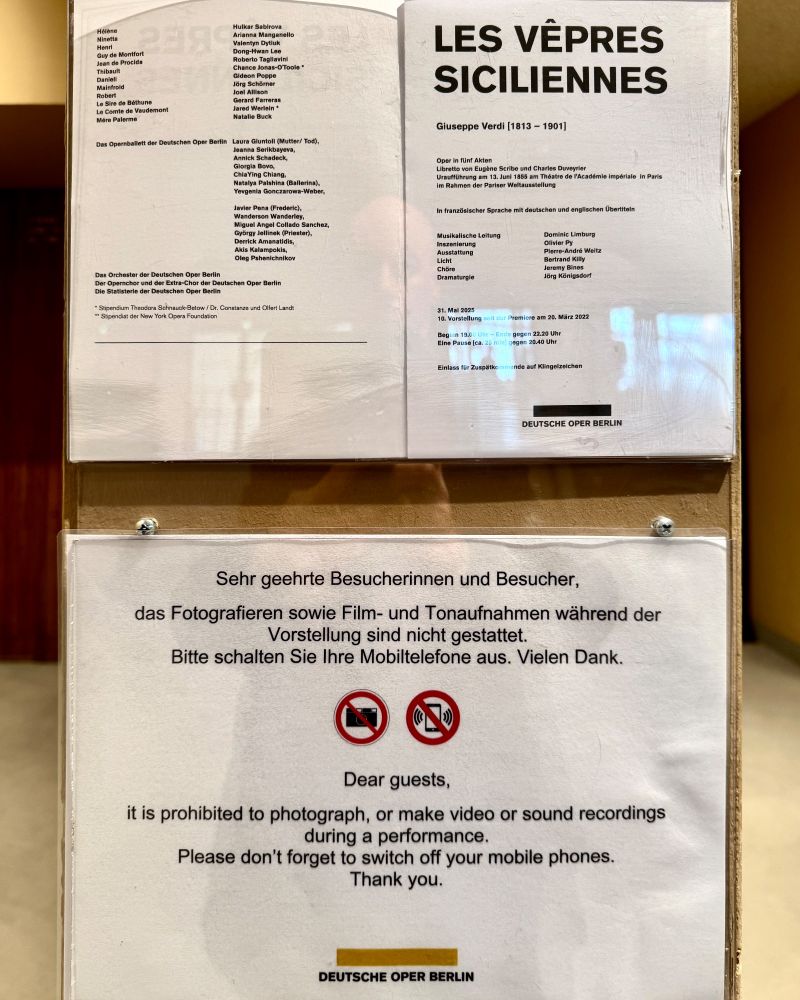 Hélène Hulkar Sabirova
Ninetta Arianna Manganello
Henri Valentyn Dytiuk
Guy de Montfort Dong-Hwan Lee
Jean de Procida Roberto Tagliavini
Thibault Chance Jonas-O'Toole *
Danieli Gideon Poppe
Mainfroid Jörg Schörner
Robert Joel Allison
Le Sire de Béthune Gerard Farreras
Le Comte de Vaudemont Jared Werlein *
Mère Palerme Natalie Buck
Das Opernballett der Deutschen Oper Berlin Laura Giuntoli (Mutter/ Tod),
Jeanna Serikbayeva,
Annick Schadeck,
Giorgia Bovo,
ChiaYing Chiang,
Natalya Palshina (Ballerina),
Yevgenia Gonczarowa-Weber,
Javier Pena (Frederic),
Wanderson Wanderley,
Miguel Angel Collado Sanchez,
György Jellinek (Priester),
Derrick Amanatidis,
Akis Kalampokis,
Oleg Pshenichnikov
Das Orchester der Deutschen Oper Berlin
Der Opernchor und der Extra-Chor der Deutschen Oper Berlin
Die Statisterie der Deutschen Oper Berlin
* Stipendium Theodora Schnauck-Betow / Dr. Constanze und Olfert Landt
** Stipendiat der New York Opera Foundation
LES VÊPRES
SICILIENNES
Giuseppe Verdi [1813 – 1901]
Oper in fünf Akten
Libretto von Eugène Scribe und Charles Duveyrier
Uraufführung am 13. Juni 1855 am Théatre de l'Académie impériale in Paris
im Rahmen der Pariser Weltausstellung
In französischer Sprache mit deutschen und englischen Übertiteln
Musikalische Leitung Dominic Limburg
Inszenierung Olivier Py
Ausstattung Pierre-André Weitz
Licht Bertrand Killy
Chöre Jeremy Bines
Dramaturgie Jörg Königsdorf
31. Mai 2025
10. Vorstellung seit der Premiere am 20. März 2022
Beginn 19.00 Uhr – Ende gegen 22.20 Uhr
Eine Pause [ca. 25 min] gegen 20.40 Uhr
Einlass für Zuspätkommende auf Klingelzeichen
DEUTSCHE OPER BERLIN
Sehr geehrte Besucherinnen und Besucher,
das Fotografieren sowie Film- und Tonaufnahmen während der
Vorstellung sind nicht gestattet.
Bitte schalten Sie Ihre Mobiltelefone aus. Vielen Dank.
Dear guests,
it is prohibited to photograph, or make video or sound recordings
during a performance.
Please don't forget to switch off your mobile phones.
Thank you.
DEUTSCHE OPER BERLIN